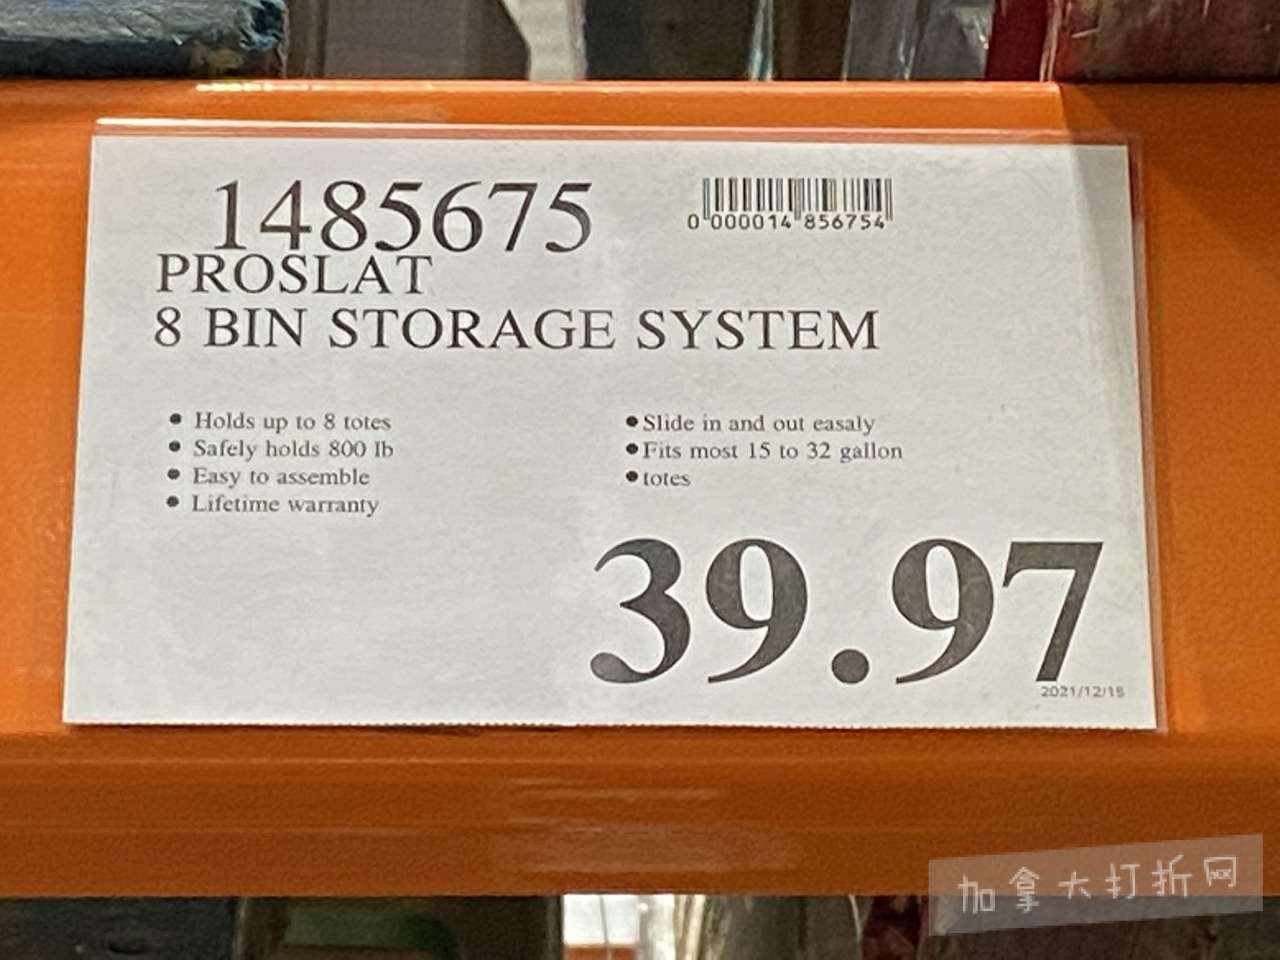 1485675
0 000014 856754
PROSLAT
8 BIN STORAGE SYSTEM
• Holds up to 8 totes
• Safely holds 800 lb
• Easy to assemble
• Lifetime warranty
• Slide in and out easaly
• Fits most 15 to 32 gallon
• totes
39.97
2021/12/18
加拿大打折网